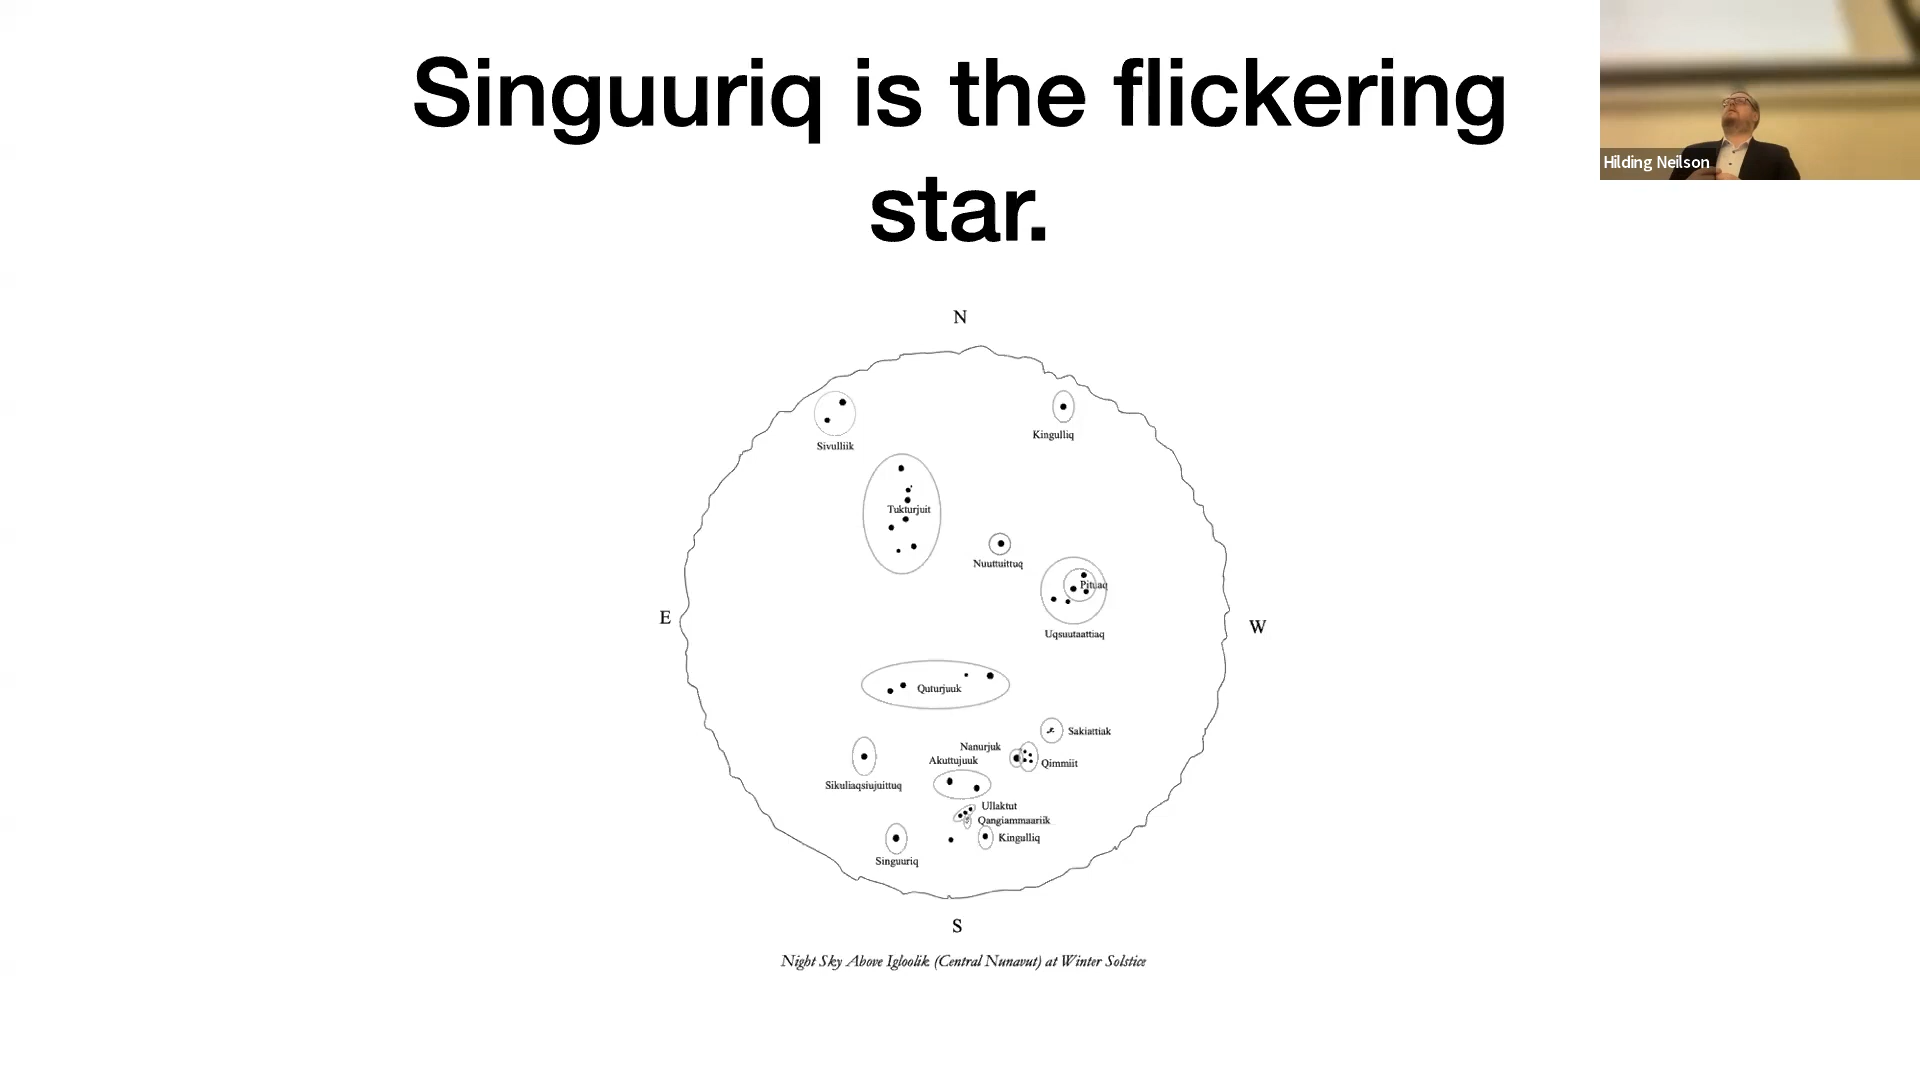 Singuuriq is the flickering
star.
Hilding Neilson
N
Sivulliik
Kingulliq
Tukturjuit
Nuuttuittuq
Pituaq
E
W
Uqsuutaattiaq
Quturjuuk
Sakiattiak
Nanurjuk
Akuttujuuk
Qimmiit
Sikuliaqsiujuittuq
Ullaktut
Qangiammaariik
Kingulliq
Singuuriq
S
Night Sky Above Igloolik (Central Nunavut) at Winter Solstice